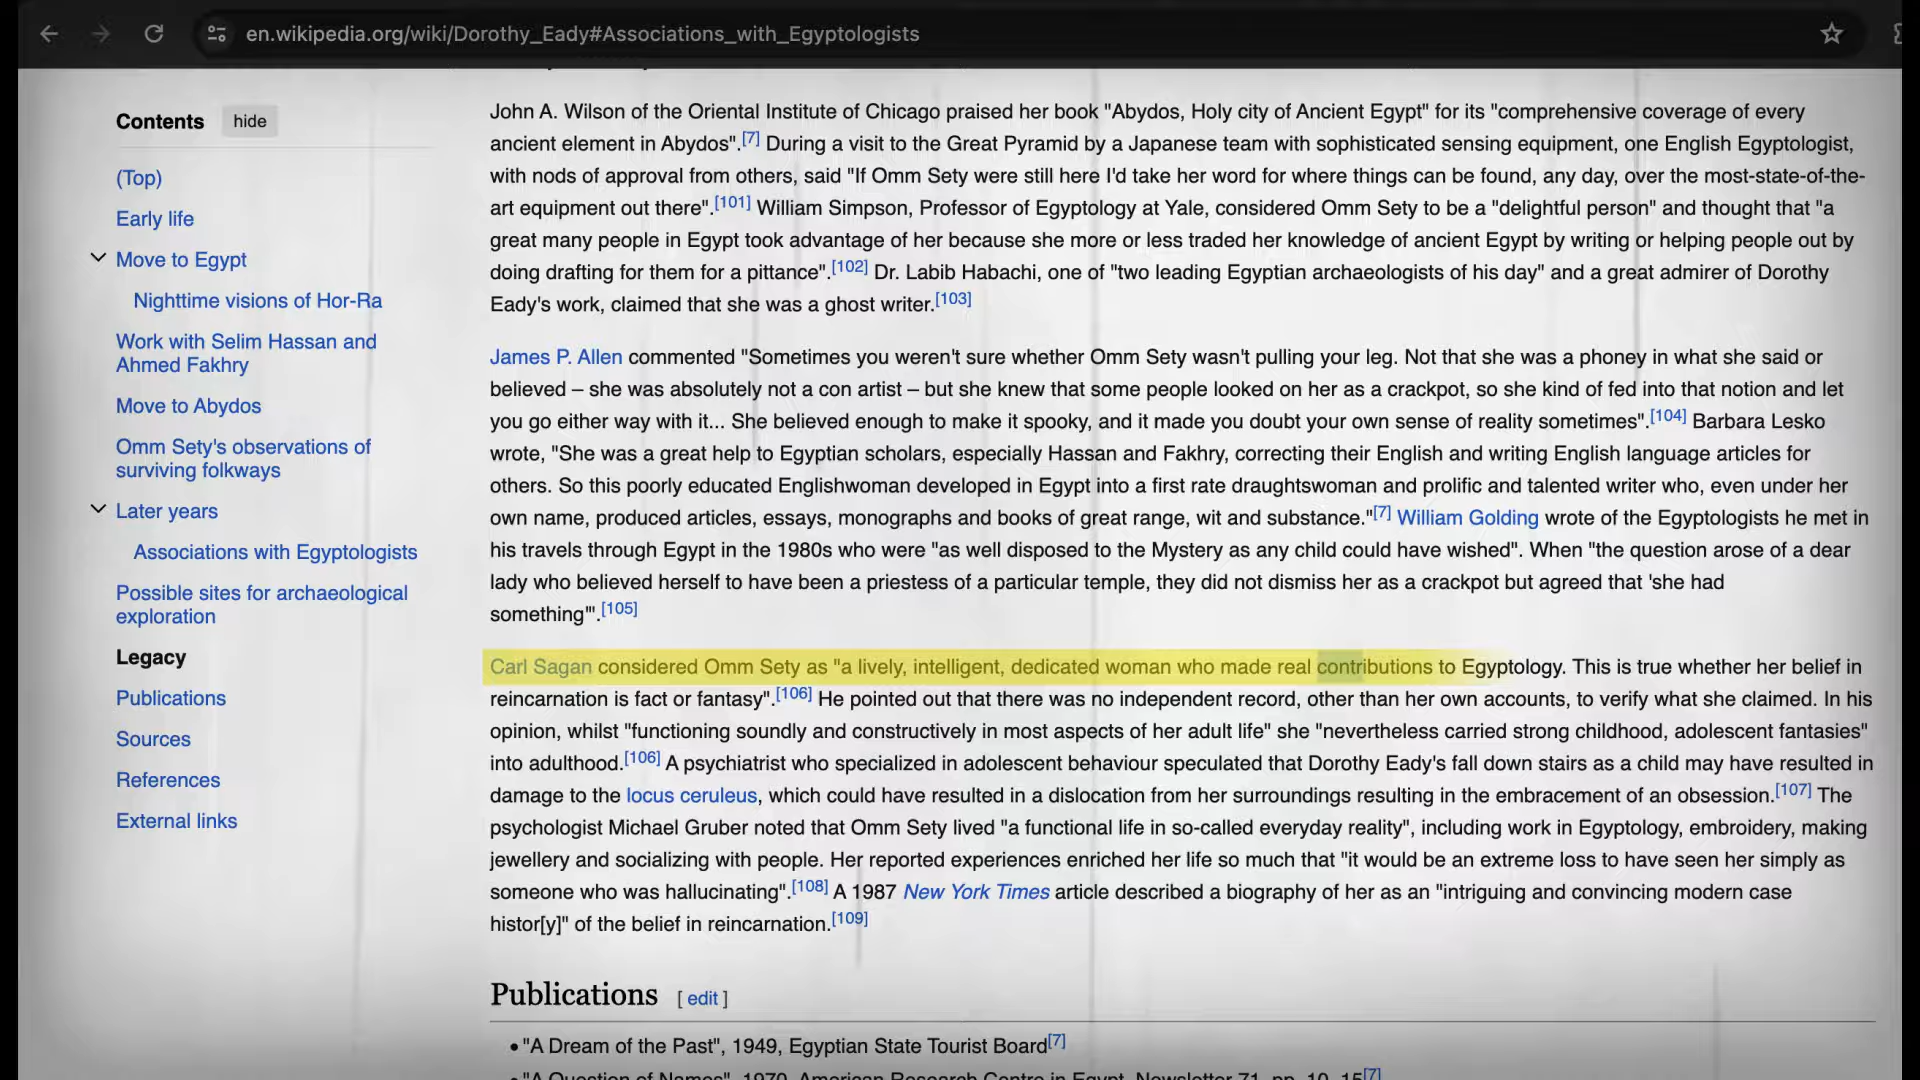 en.wikipedia.org/wiki/Dorothy_Eady#Associations_with_Egyptologists
Contents hide
(Top)
Early life
Move to Egypt
Nighttime visions of Hor-Ra
Work with Selim Hassan and
Ahmed Fakhry
Move to Abydos
Omm Sety's observations of
surviving folkways
Later years
Associations with Egyptologists
Possible sites for archaeological
exploration
Legacy
Publications
Sources
References
External links
John A. Wilson of the Oriental Institute of Chicago praised her book "Abydos, Holy city of Ancient Egypt" for its "comprehensive coverage of every
ancient element in Abydos".[7] During a visit to the Great Pyramid by a Japanese team with sophisticated sensing equipment, one English Egyptologist,
with nods of approval from others, said "If Omm Sety were still here I'd take her word for where things can be found, any day, over the most-state-of-the-
art equipment out there".[101] William Simpson, Professor of Egyptology at Yale, considered Omm Sety to be a "delightful person" and thought that "a
great many people in Egypt took advantage of her because she more or less traded her knowledge of ancient Egypt by writing or helping people out by
doing drafting for them for a pittance".[102] Dr. Labib Habachi, one of "two leading Egyptian archaeologists of his day" and a great admirer of Dorothy
Eady's work, claimed that she was a ghost writer.[103]
James P. Allen commented "Sometimes you weren't sure whether Omm Sety wasn't pulling your leg. Not that she was a phoney in what she said or
believed – she was absolutely not a con artist – but she knew that some people looked on her as a crackpot, so she kind of fed into that notion and let
you go either way with it... She believed enough to make it spooky, and it made you doubt your own sense of reality sometimes".[104] Barbara Lesko
wrote, "She was a great help to Egyptian scholars, especially Hassan and Fakhry, correcting their English and writing English language articles for
others. So this poorly educated Englishwoman developed in Egypt into a first rate draughtswoman and prolific and talented writer who, even under her
own name, produced articles, essays, monographs and books of great range, wit and substance."[7] William Golding wrote of the Egyptologists he met in
his travels through Egypt in the 1980s who were "as well disposed to the Mystery as any child could have wished". When "the question arose of a dear
lady who believed herself to have been a priestess of a particular temple, they did not dismiss her as a crackpot but agreed that 'she had
something'".[105]
Carl Sagan considered Omm Sety as "a lively, intelligent, dedicated woman who made real contributions to Egyptology. This is true whether her belief in
reincarnation is fact or fantasy".[106] He pointed out that there was no independent record, other than her own accounts, to verify what she claimed. In his
opinion, whilst "functioning soundly and constructively in most aspects of her adult life" she "nevertheless carried strong childhood, adolescent fantasies"
into adulthood.[106] A psychiatrist who specialized in adolescent behaviour speculated that Dorothy Eady's fall down stairs as a child may have resulted in
damage to the locus ceruleus, which could have resulted in a dislocation from her surroundings resulting in the embracement of an obsession.[107] The
psychologist Michael Gruber noted that Omm Sety lived "a functional life in so-called everyday reality", including work in Egyptology, embroidery, making
jewellery and socializing with people. Her reported experiences enriched her life so much that "it would be an extreme loss to have seen her simply as
someone who was hallucinating".[108] A 1987 New York Times article described a biography of her as an "intriguing and convincing modern case
histor[y]" of the belief in reincarnation.[109]
Publications [ edit ]
• "A Dream of the Past", 1949, Egyptian State Tourist Board[7]
• "A Question of Names", 1970, American Research Centre in Egypt, Newsletter 71, pp. 10–15[7]